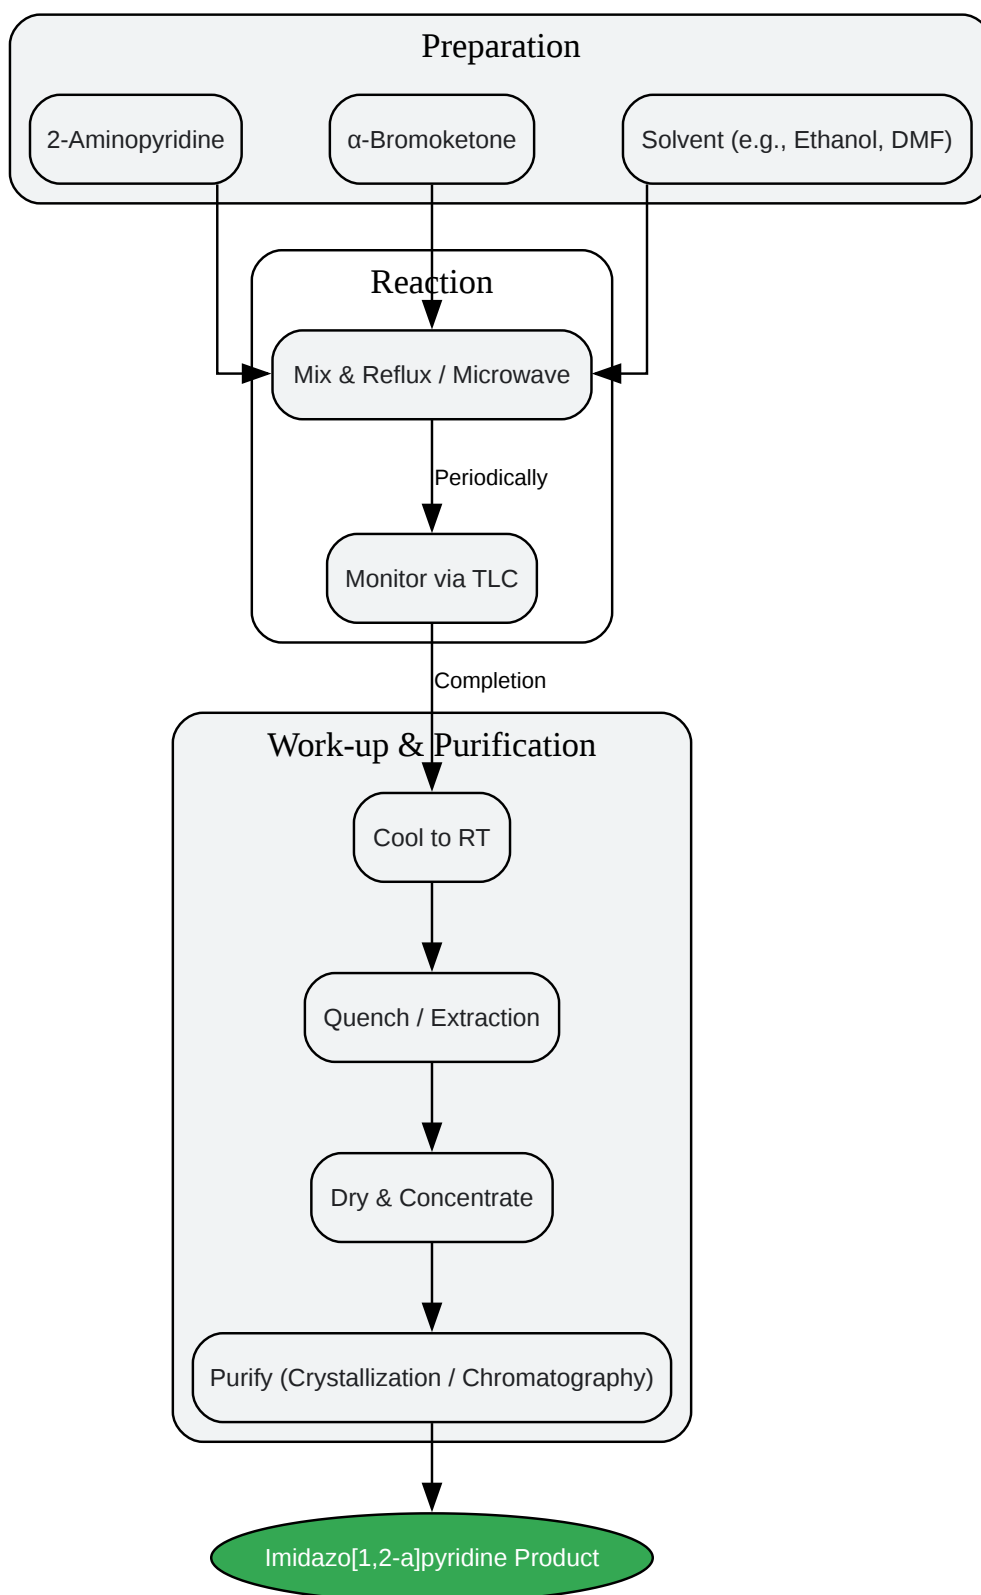 Preparation
2-Aminopyridine
α-Bromoketone
Solvent (e.g., Ethanol, DMF)
Reaction
Mix & Reflux / Microwave
Periodically
Monitor via TLC
Completion
Work-up & Purification
Cool to RT
Quench / Extraction
Dry & Concentrate
Purify (Crystallization / Chromatography)
Imidazo[1,2-a]pyridine Product